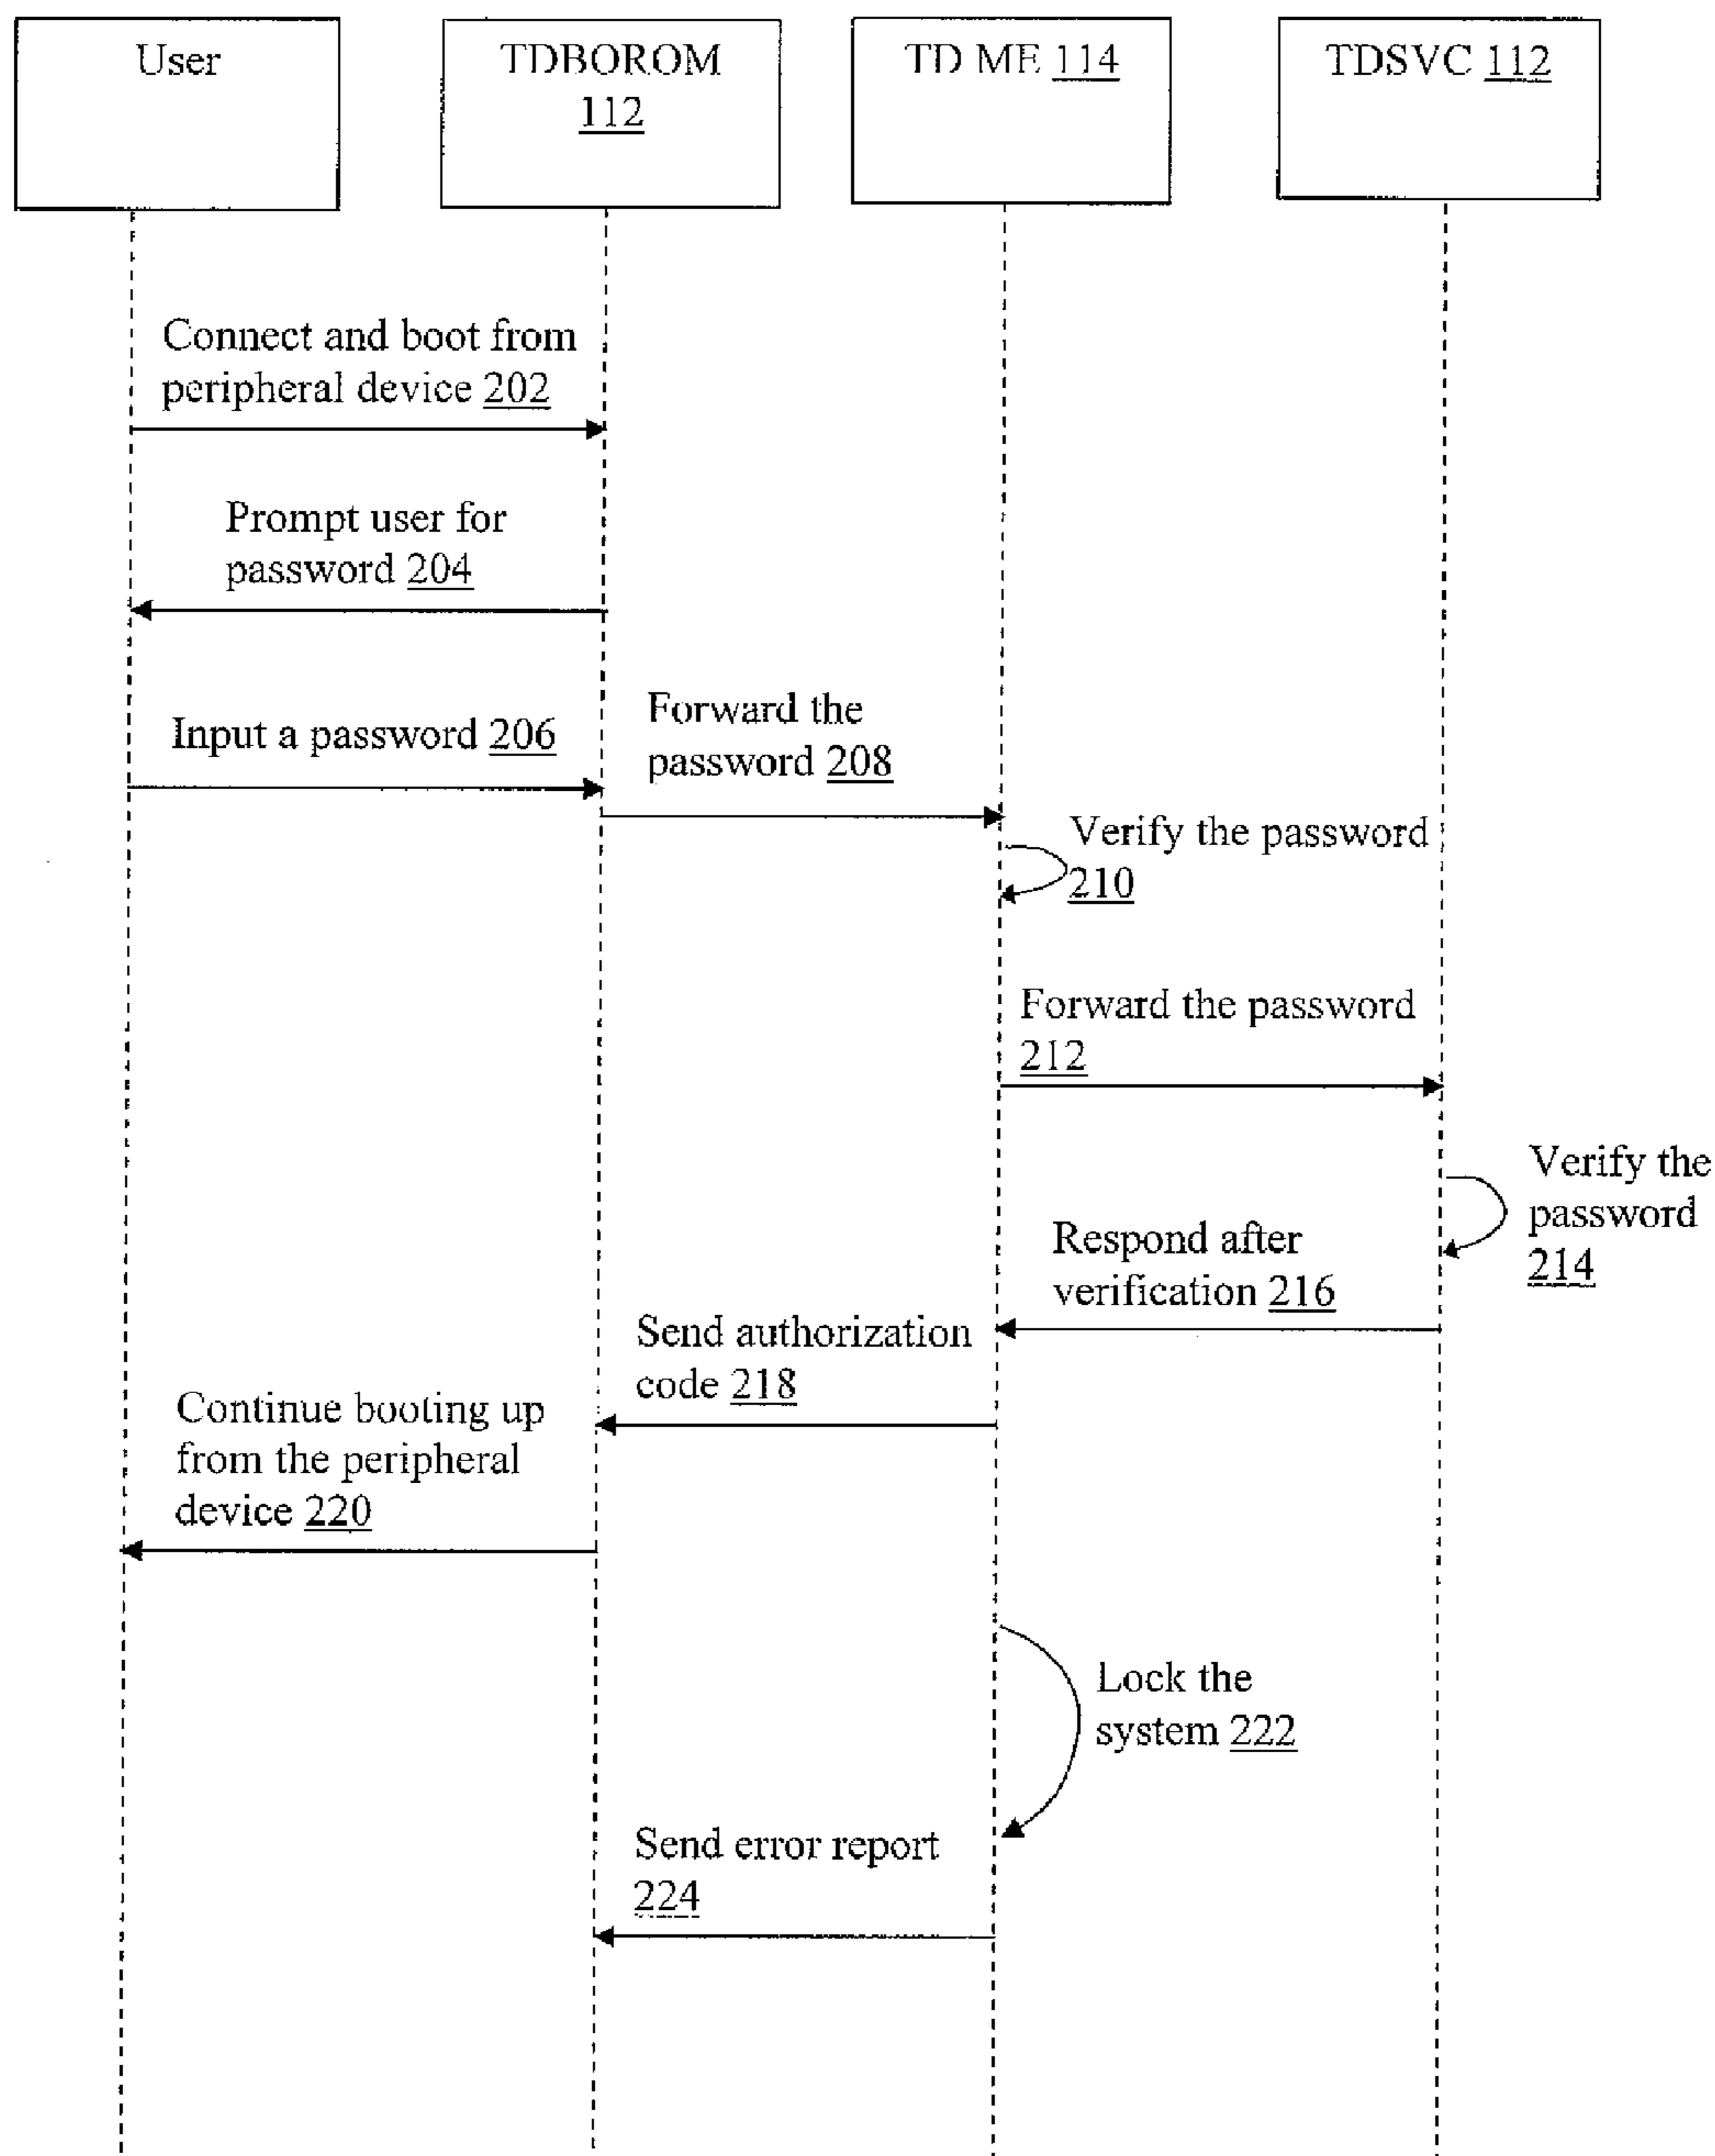 User
TDBOROM
112
TD ME 114
TDSVC 112
Connect and boot from
peripheral device 202
Prompt user for
password 204
Input a password 206
Forward the
password 208
Verify the password
210
Forward the password
212
Verify the
password
214
Respond after
verification 216
Send authorization
code 218
Continue booting up
from the peripheral
device 220
Lock the
system 222
Send error report
224